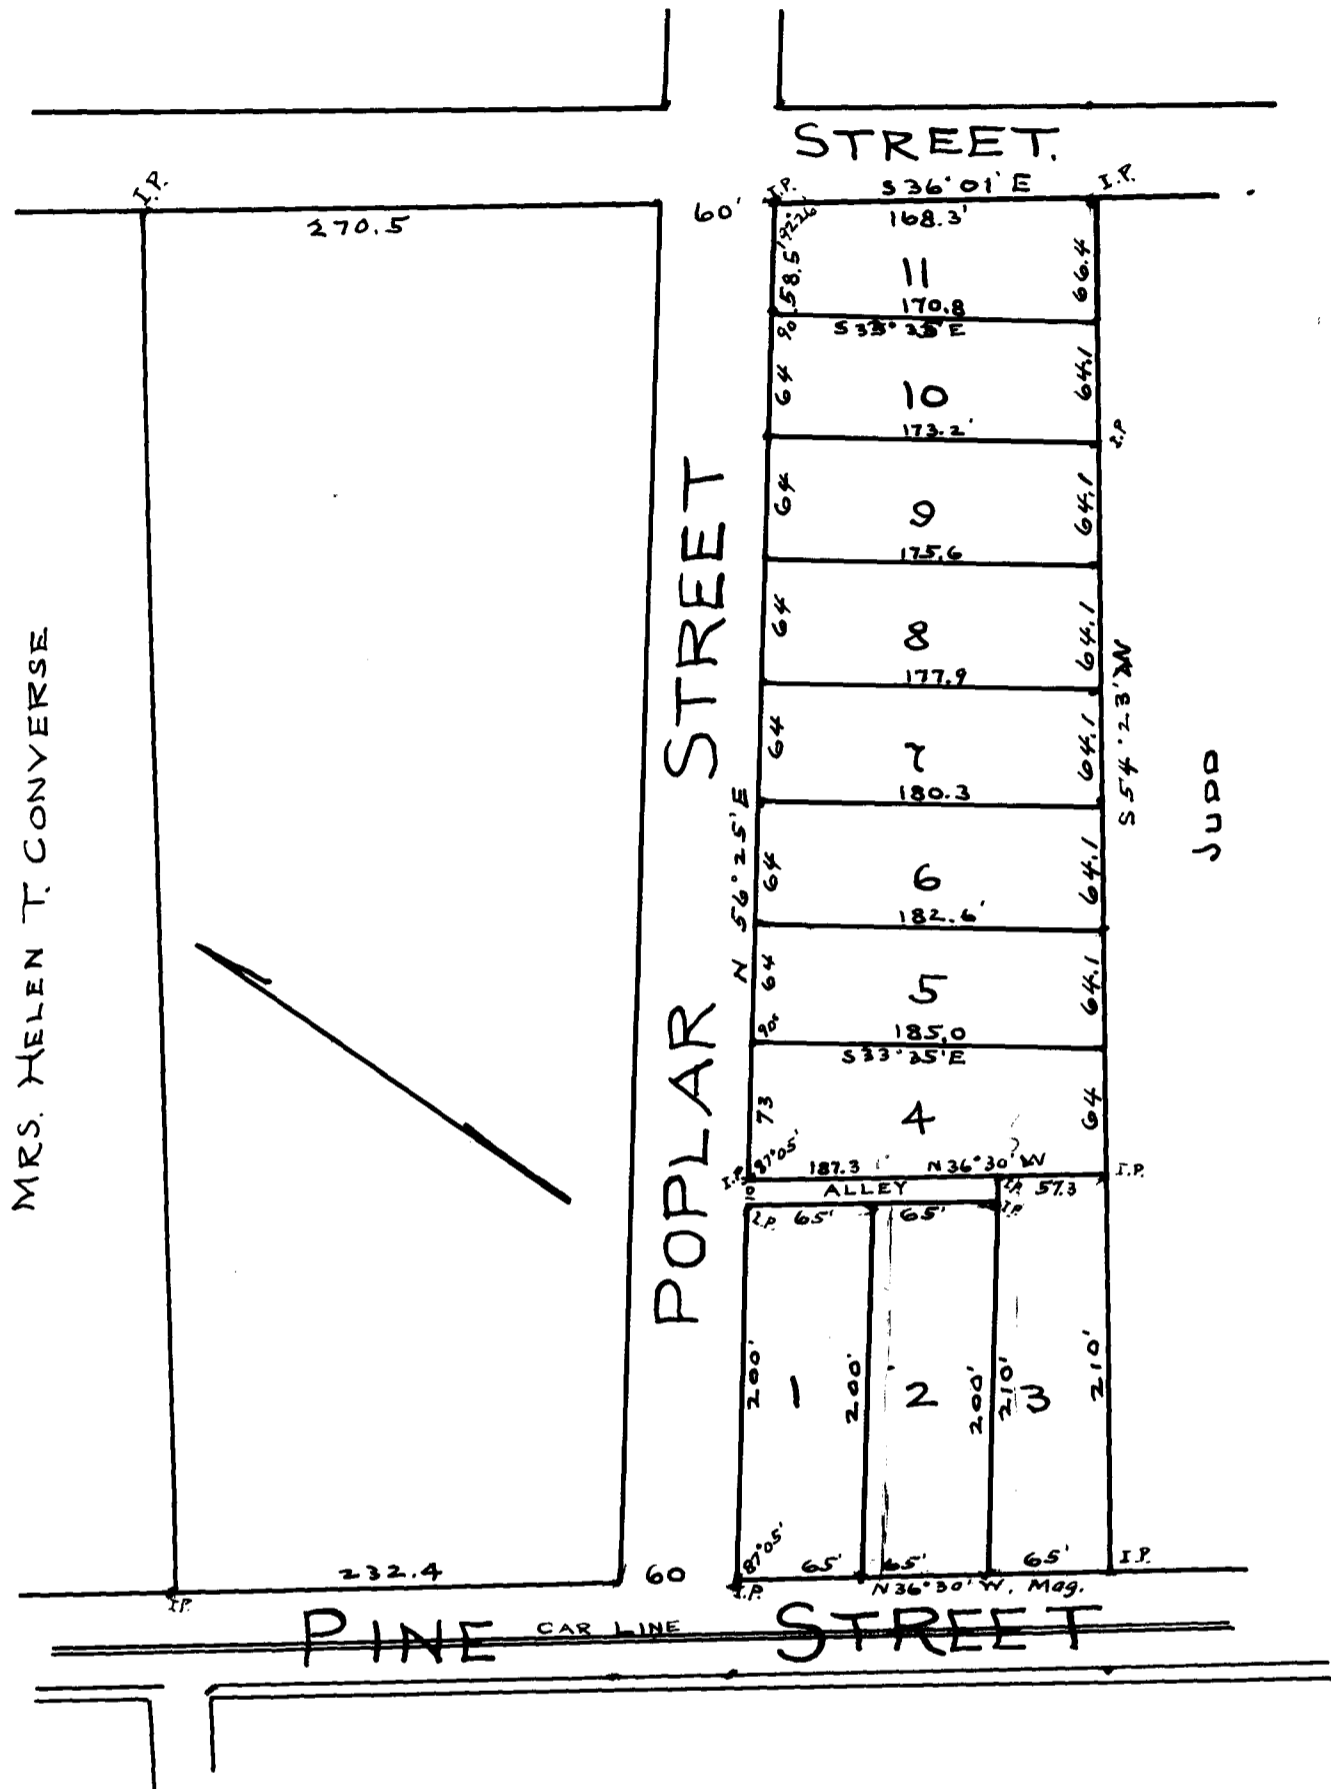 STREET.
I.P.
I.P.
S 36° 01' E
I.P.
270.5
60'
92°26'
168.3'
58.5'
11
66.4
170.8
90
10
64
64.1
173.2'
I.P.
64
9
64.1
175.6
64
8
64.1
177.9
64
7
64.1
180.3
64
6
64.1
182.6'
64
5
64.1
90°
185.0
S 33° 35' E
73
4
64
87°05'
187.3
N 36° 30' W
I.P.
I.P.
10
ALLEY
I.P.
57.3
I.P.
65'
65'
I.P.
200'
1
200'
2
200'
210'
3
210'
87°05'
232.4
60
65'
65'
65'
I.P.
I.P.
I.P.
N 36° 30' W. Mag.
PINE STREET
CAR LINE
POPLAR STREET
N 56° 25' E
S 54° 23' W
JUDD
MRS. HELEN T. CONVERSE